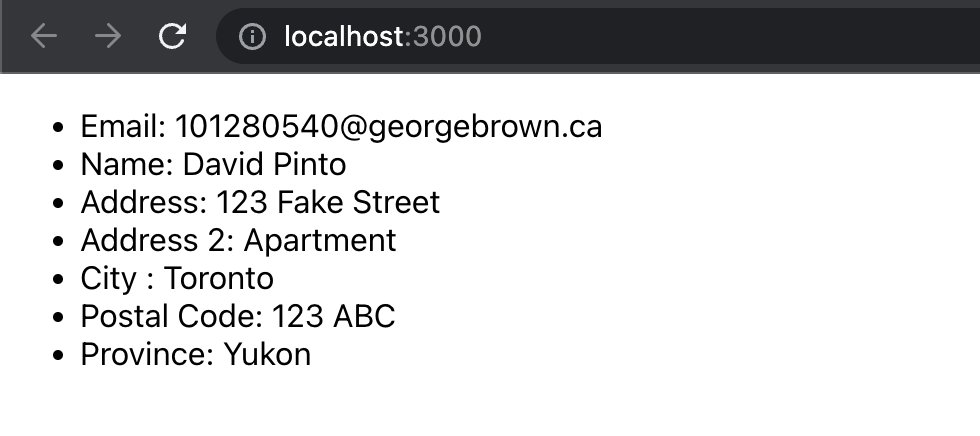 localhost:3000
• Email: 101280540@georgebrown.ca
• Name: David Pinto
• Address: 123 Fake Street
• Address 2: Apartment
• City : Toronto
• Postal Code: 123 ABC
• Province: Yukon